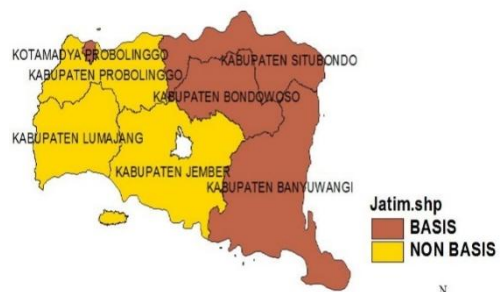 KOTAMADYA PROBOLINGGO
KABUPATEN SITUBONDO
KABUPATEN PROBOLINGGO
KABUPATEN BONDOWOSO
KABUPATEN LUMAJANG
KABUPATEN JEMBER
KABUPATEN BANYUWANGI
Jatim.shp
BASIS
NON BASIS
N